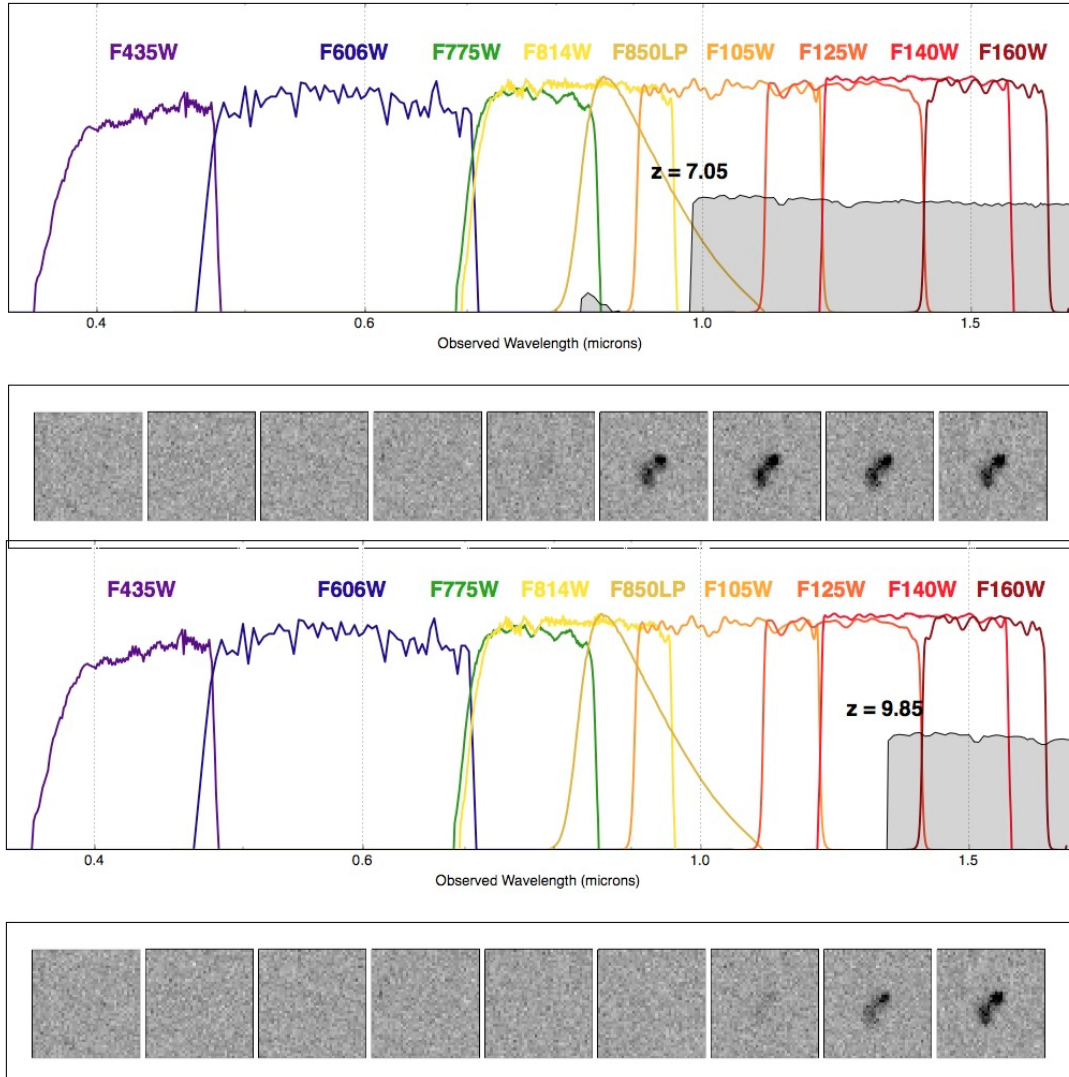 F435W F606W F775W F814W F850LP F105W F125W F140W F160W
z = 7.05
0.4 0.6 1.0 1.5
Observed Wavelength (microns)
F435W F606W F775W F814W F850LP F105W F125W F140W F160W
z = 9.85
0.4 0.6 1.0 1.5
Observed Wavelength (microns)